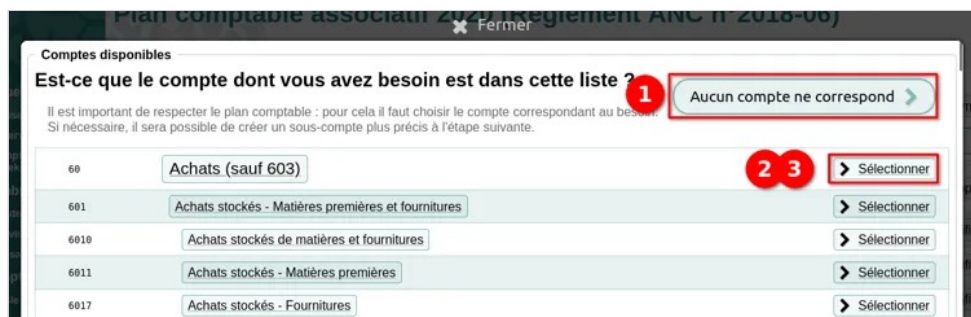 Plan comptable associatif 2020 (Règlement ANC n°2018-06)
✖ Fermer
Comptes disponibles
Est-ce que le compte dont vous avez besoin est dans cette liste ?
1
Aucun compte ne correspond
Il est important de respecter le plan comptable : pour cela il faut choisir le compte correspondant au besoin.
Si nécessaire, il sera possible de créer un sous-compte plus précis à l'étape suivante.
60 Achats (sauf 603) 2 3 Sélectionner
601 Achats stockés - Matières premières et fournitures Sélectionner
6010 Achats stockés de matières et fournitures Sélectionner
6011 Achats stockés - Matières premières Sélectionner
6017 Achats stockés - Fournitures Sélectionner